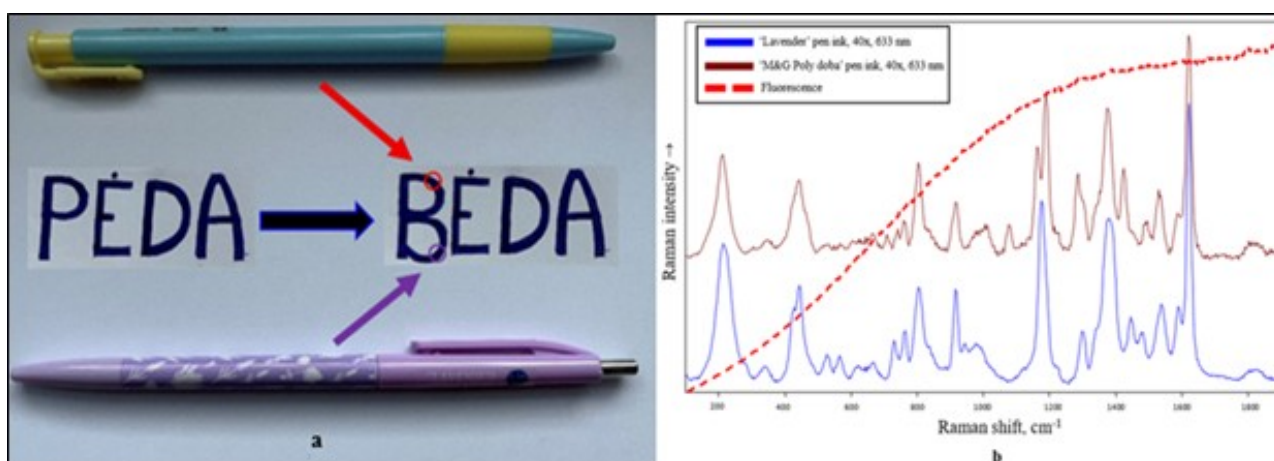 PĖDA
BĖDA
a
'Lavender' pen ink, 40x, 633 nm
'M&G Poly doba' pen ink, 40x, 633 nm
Fluorescence
Raman intensity →
200 400 600 800 1000 1200 1400 1600 1800
Raman shift, cm⁻¹
b